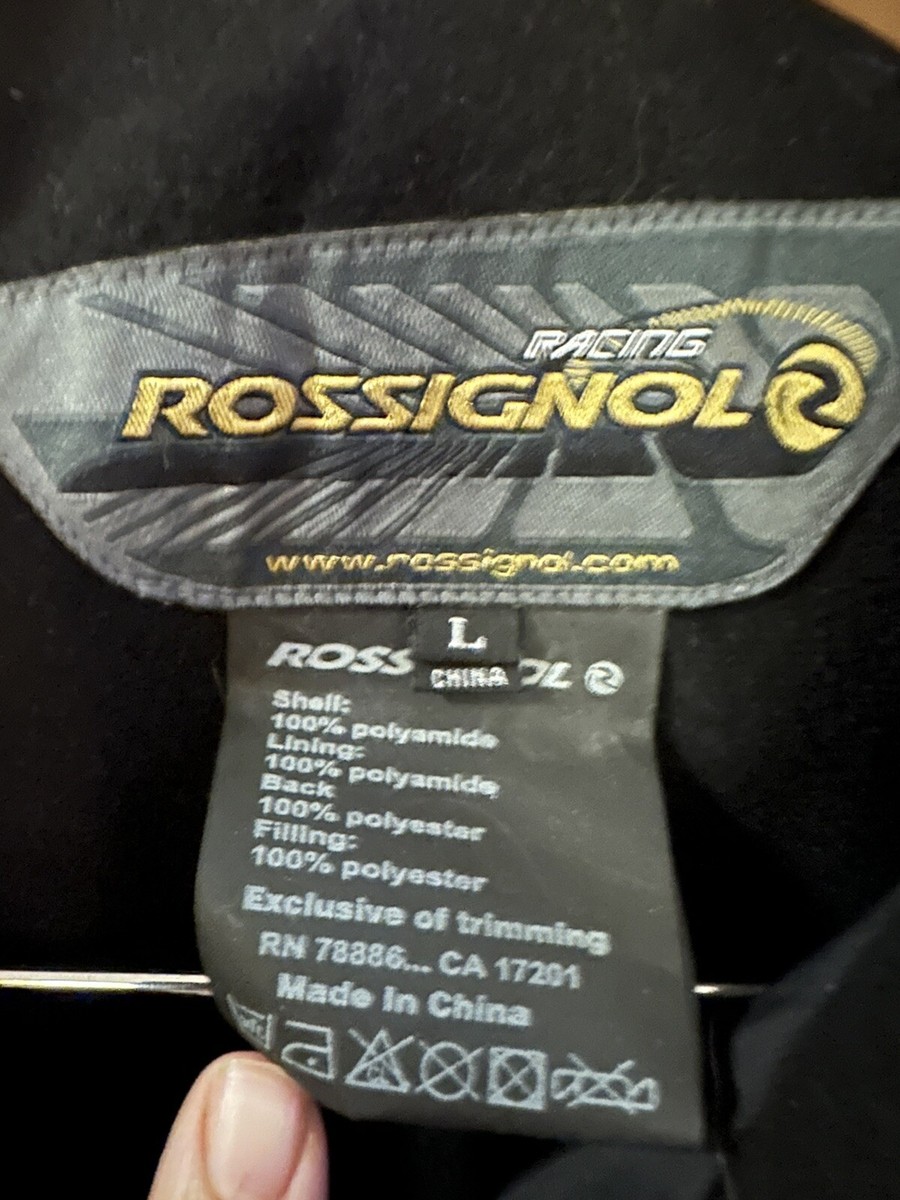 RACING
ROSSIGNOL
www.rossignol.com
L
CHINA
ROSS OL
Shell:
100% polyamide
Lining:
100% polyamide
Back
100% polyester
Filling:
100% polyester
Exclusive of trimming
RN 78886... CA 17201
Made in China